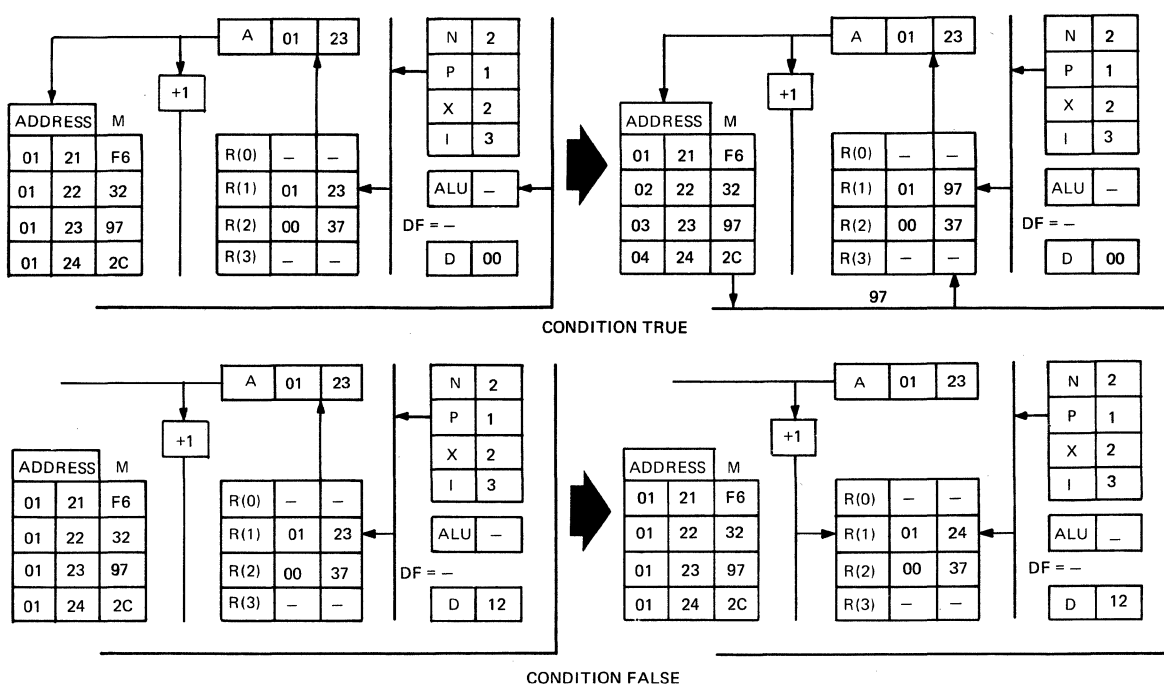 A 01 23
N 2
P 1
X 2
I 3
+1
ADDRESS M
01 21 F6
01 22 32
01 23 97
01 24 2C
R(0) – –
R(1) 01 23
R(2) 00 37
R(3) – –
ALU –
DF = –
D 00
A 01 23
N 2
P 1
X 2
I 3
+1
ADDRESS M
01 21 F6
02 22 32
03 23 97
04 24 2C
R(0) – –
R(1) 01 97
R(2) 00 37
R(3) – –
ALU –
DF = –
D 00
97
CONDITION TRUE
A 01 23
N 2
P 1
X 2
I 3
+1
ADDRESS M
01 21 F6
01 22 32
01 23 97
01 24 2C
R(0) – –
R(1) 01 23
R(2) 00 37
R(3) – –
ALU –
DF = –
D 12
A 01 23
N 2
P 1
X 2
I 3
+1
ADDRESS M
01 21 F6
01 22 32
01 23 97
01 24 2C
R(0) – –
R(1) 01 24
R(2) 00 37
R(3) – –
ALU –
DF = –
D 12
CONDITION FALSE